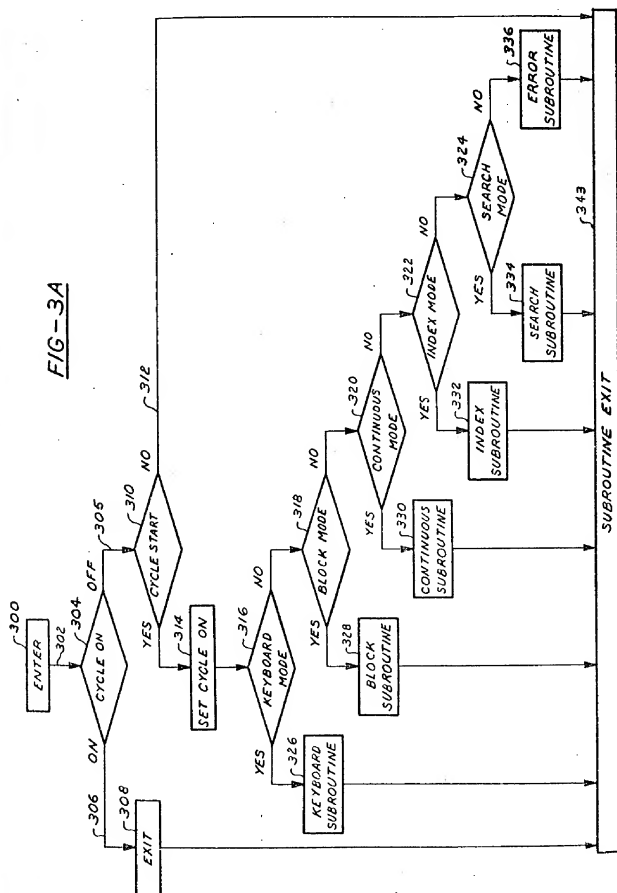 FIG-3A
300
ENTER
302
304
CYCLE ON
ON
OFF
306
305
308
EXIT
310
CYCLE START
NO
312
YES
314
SET CYCLE ON
316
KEYBOARD
MODE
YES
NO
326
KEYBOARD
SUBROUTINE
318
BLOCK MODE
YES
NO
328
BLOCK
SUBROUTINE
320
CONTINUOUS
MODE
YES
NO
330
CONTINUOUS
SUBROUTINE
322
INDEX MODE
YES
NO
332
INDEX
SUBROUTINE
324
SEARCH
MODE
YES
NO
334
SEARCH
SUBROUTINE
336
ERROR
SUBROUTINE
343
SUBROUTINE EXIT